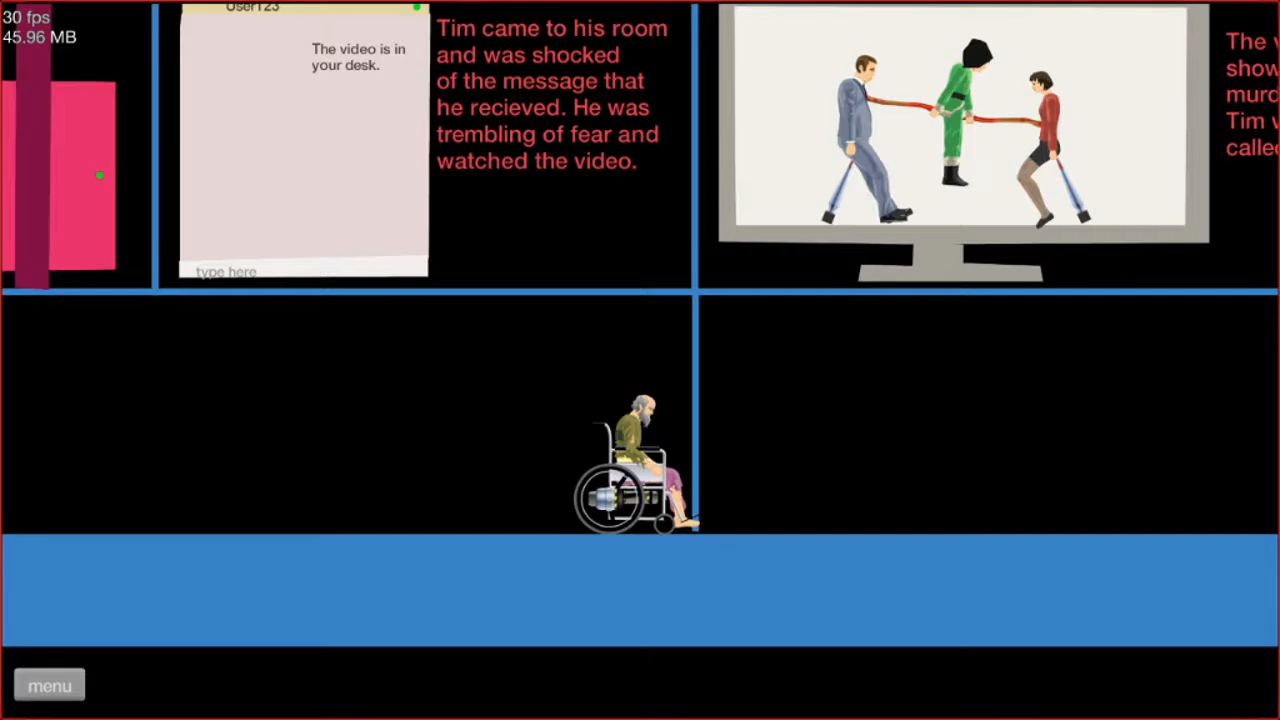 30 fps
45.96 MB
User123
The video is in
your desk.
type here
Tim came to his room
and was shocked
of the message that
he recieved. He was
trembling of fear and
watched the video.
The
show
murd
Tim
calle
menu